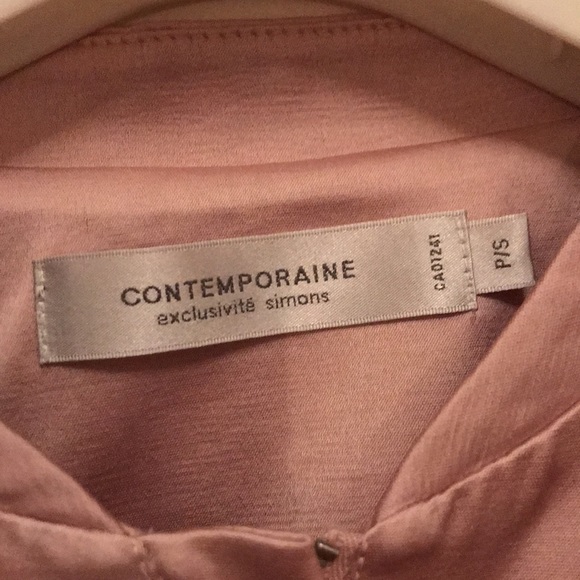 CONTEMPORAINE
exclusivité simons
CA01241
P/S